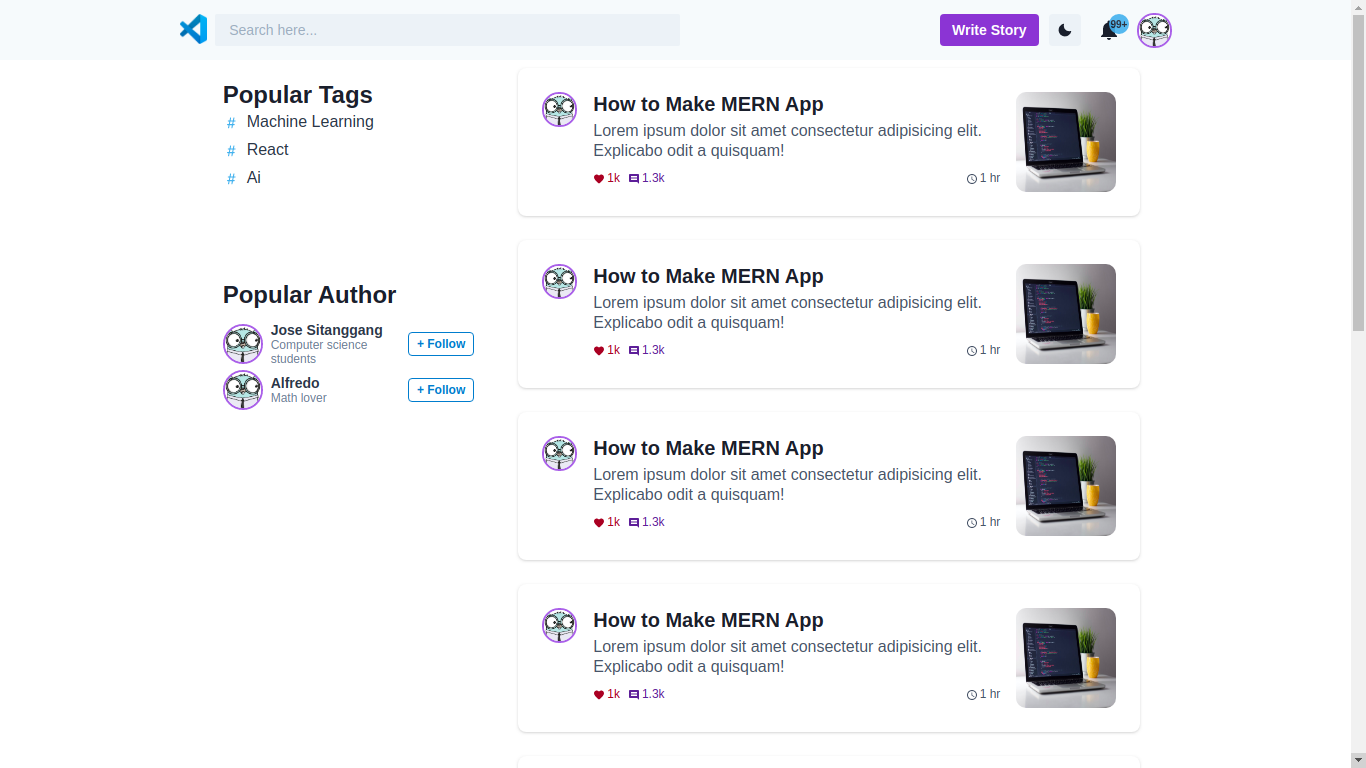 Search here...
Write Story
99+
Popular Tags
# Machine Learning
# React
# Ai
Popular Author
Jose Sitanggang
Computer science
students
+ Follow
Alfredo
Math lover
+ Follow
How to Make MERN App
Lorem ipsum dolor sit amet consectetur adipisicing elit.
Explicabo odit a quisquam!
1k 1.3k 1 hr
How to Make MERN App
Lorem ipsum dolor sit amet consectetur adipisicing elit.
Explicabo odit a quisquam!
1k 1.3k 1 hr
How to Make MERN App
Lorem ipsum dolor sit amet consectetur adipisicing elit.
Explicabo odit a quisquam!
1k 1.3k 1 hr
How to Make MERN App
Lorem ipsum dolor sit amet consectetur adipisicing elit.
Explicabo odit a quisquam!
1k 1.3k 1 hr